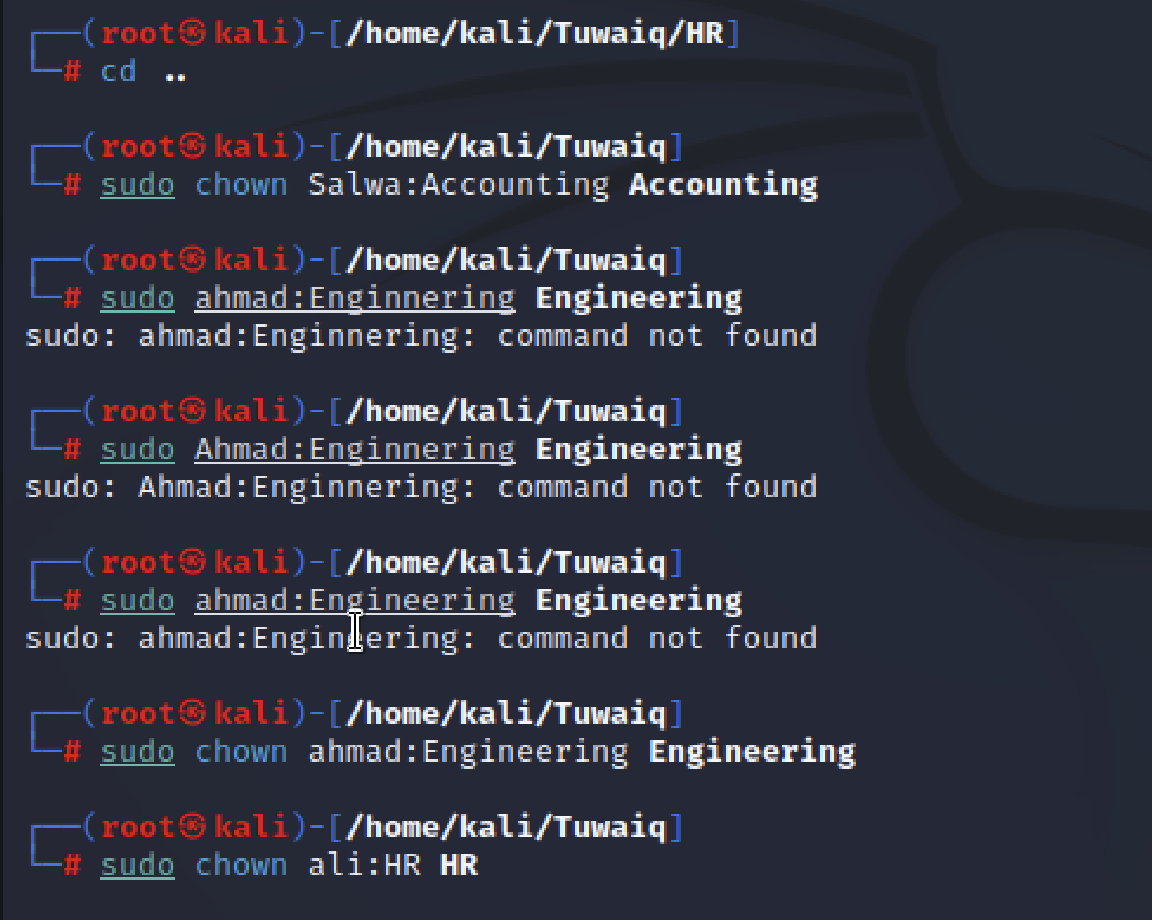 ┌──(root㉿kali)-[/home/kali/Tuwaiq/HR]
└─# cd ..
┌──(root㉿kali)-[/home/kali/Tuwaiq]
└─# sudo chown Salwa:Accounting Accounting
┌──(root㉿kali)-[/home/kali/Tuwaiq]
└─# sudo ahmad:Enginnering Engineering
sudo: ahmad:Enginnering: command not found
┌──(root㉿kali)-[/home/kali/Tuwaiq]
└─# sudo Ahmad:Enginnering Engineering
sudo: Ahmad:Enginnering: command not found
┌──(root㉿kali)-[/home/kali/Tuwaiq]
└─# sudo ahmad:Engineering Engineering
sudo: ahmad:Engineering: command not found
┌──(root㉿kali)-[/home/kali/Tuwaiq]
└─# sudo chown ahmad:Engineering Engineering
┌──(root㉿kali)-[/home/kali/Tuwaiq]
└─# sudo chown ali:HR HR